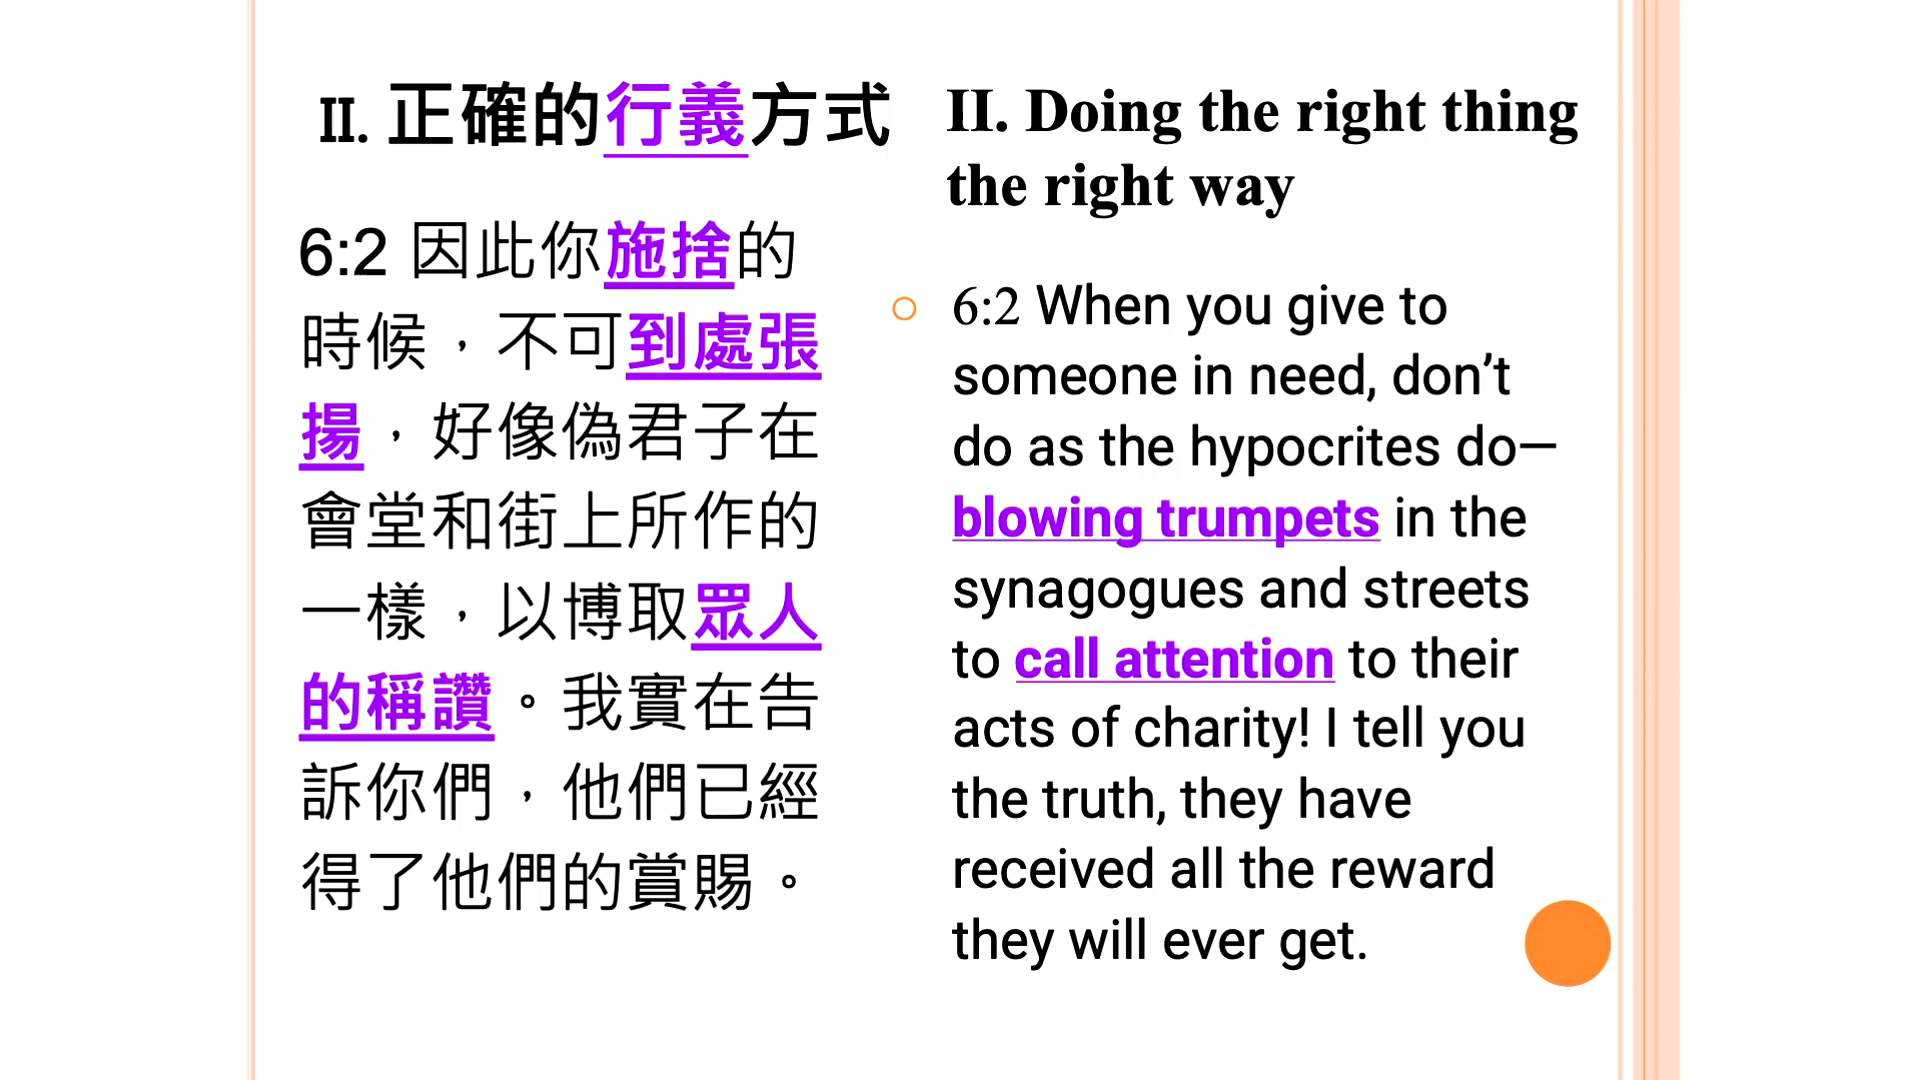 II. 正確的行義方式
6:2 因此你施捨的
時候，不可到處張
揚，好像偽君子在
會堂和街上所作的
一樣，以博取眾人
的稱讚。我實在告
訴你們，他們已經
得了他們的賞賜。
II. Doing the right thing
the right way
6:2 When you give to
someone in need, don’t
do as the hypocrites do—
blowing trumpets in the
synagogues and streets
to call attention to their
acts of charity! I tell you
the truth, they have
received all the reward
they will ever get.